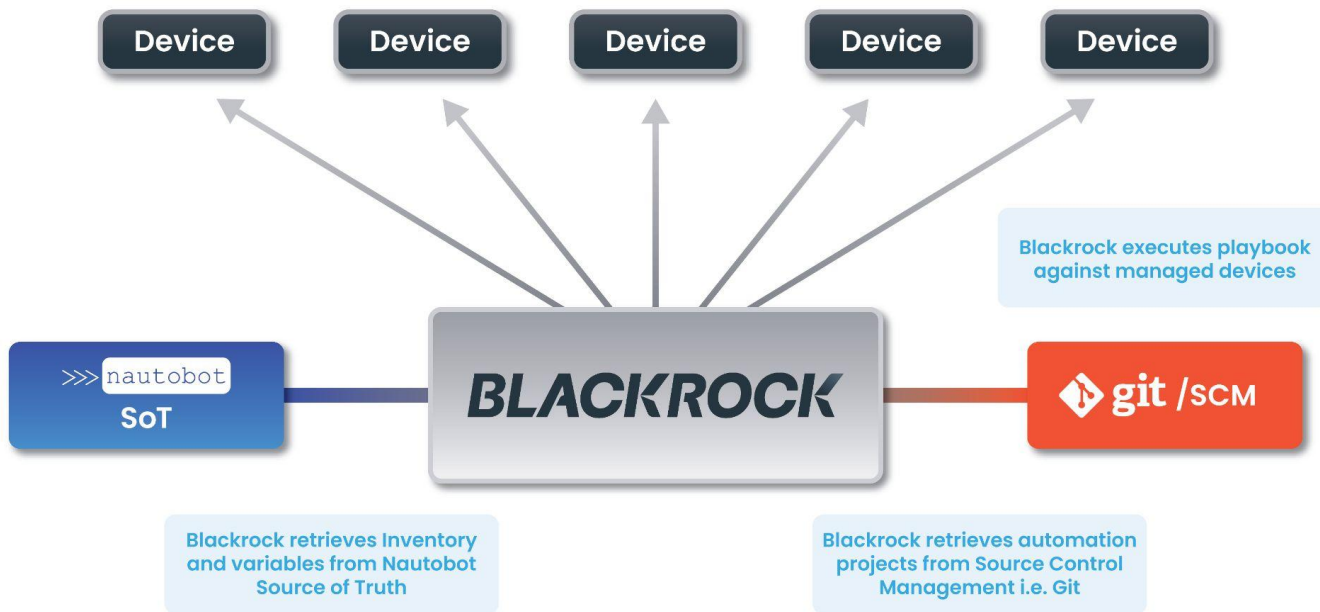 Device
Device
Device
Device
Device
Blackrock executes playbook
against managed devices
>>> nautobot
SoT
BLACKROCK
git /SCM
Blackrock retrieves Inventory
and variables from Nautobot
Source of Truth
Blackrock retrieves automation
projects from Source Control
Management i.e. Git